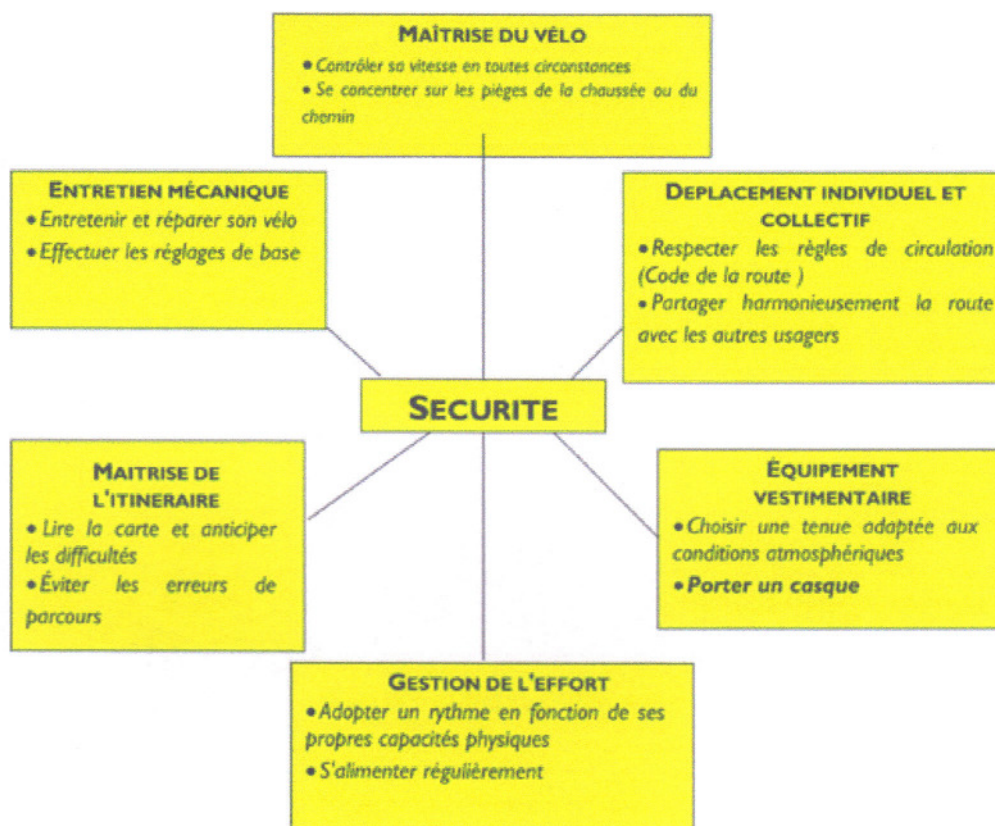 MAÎTRISE DU VÉLO
• Contrôler sa vitesse en toutes circonstances
• Se concentrer sur les pièges de la chaussée ou du
chemin
ENTRETIEN MÉCANIQUE
• Entretenir et réparer son vélo
• Effectuer les réglages de base
DEPLACEMENT INDIVIDUEL ET
COLLECTIF
• Respecter les règles de circulation
(Code de la route )
• Partager harmonieusement la route
avec les autres usagers
SECURITE
MAITRISE DE
L'ITINERAIRE
• Lire la carte et anticiper
les difficultés
• Éviter les erreurs de
parcours
ÉQUIPEMENT
VESTIMENTAIRE
• Choisir une tenue adaptée aux
conditions atmosphériques
• Porter un casque
GESTION DE L'EFFORT
• Adopter un rythme en fonction de ses
propres capacités physiques
• S'alimenter régulièrement